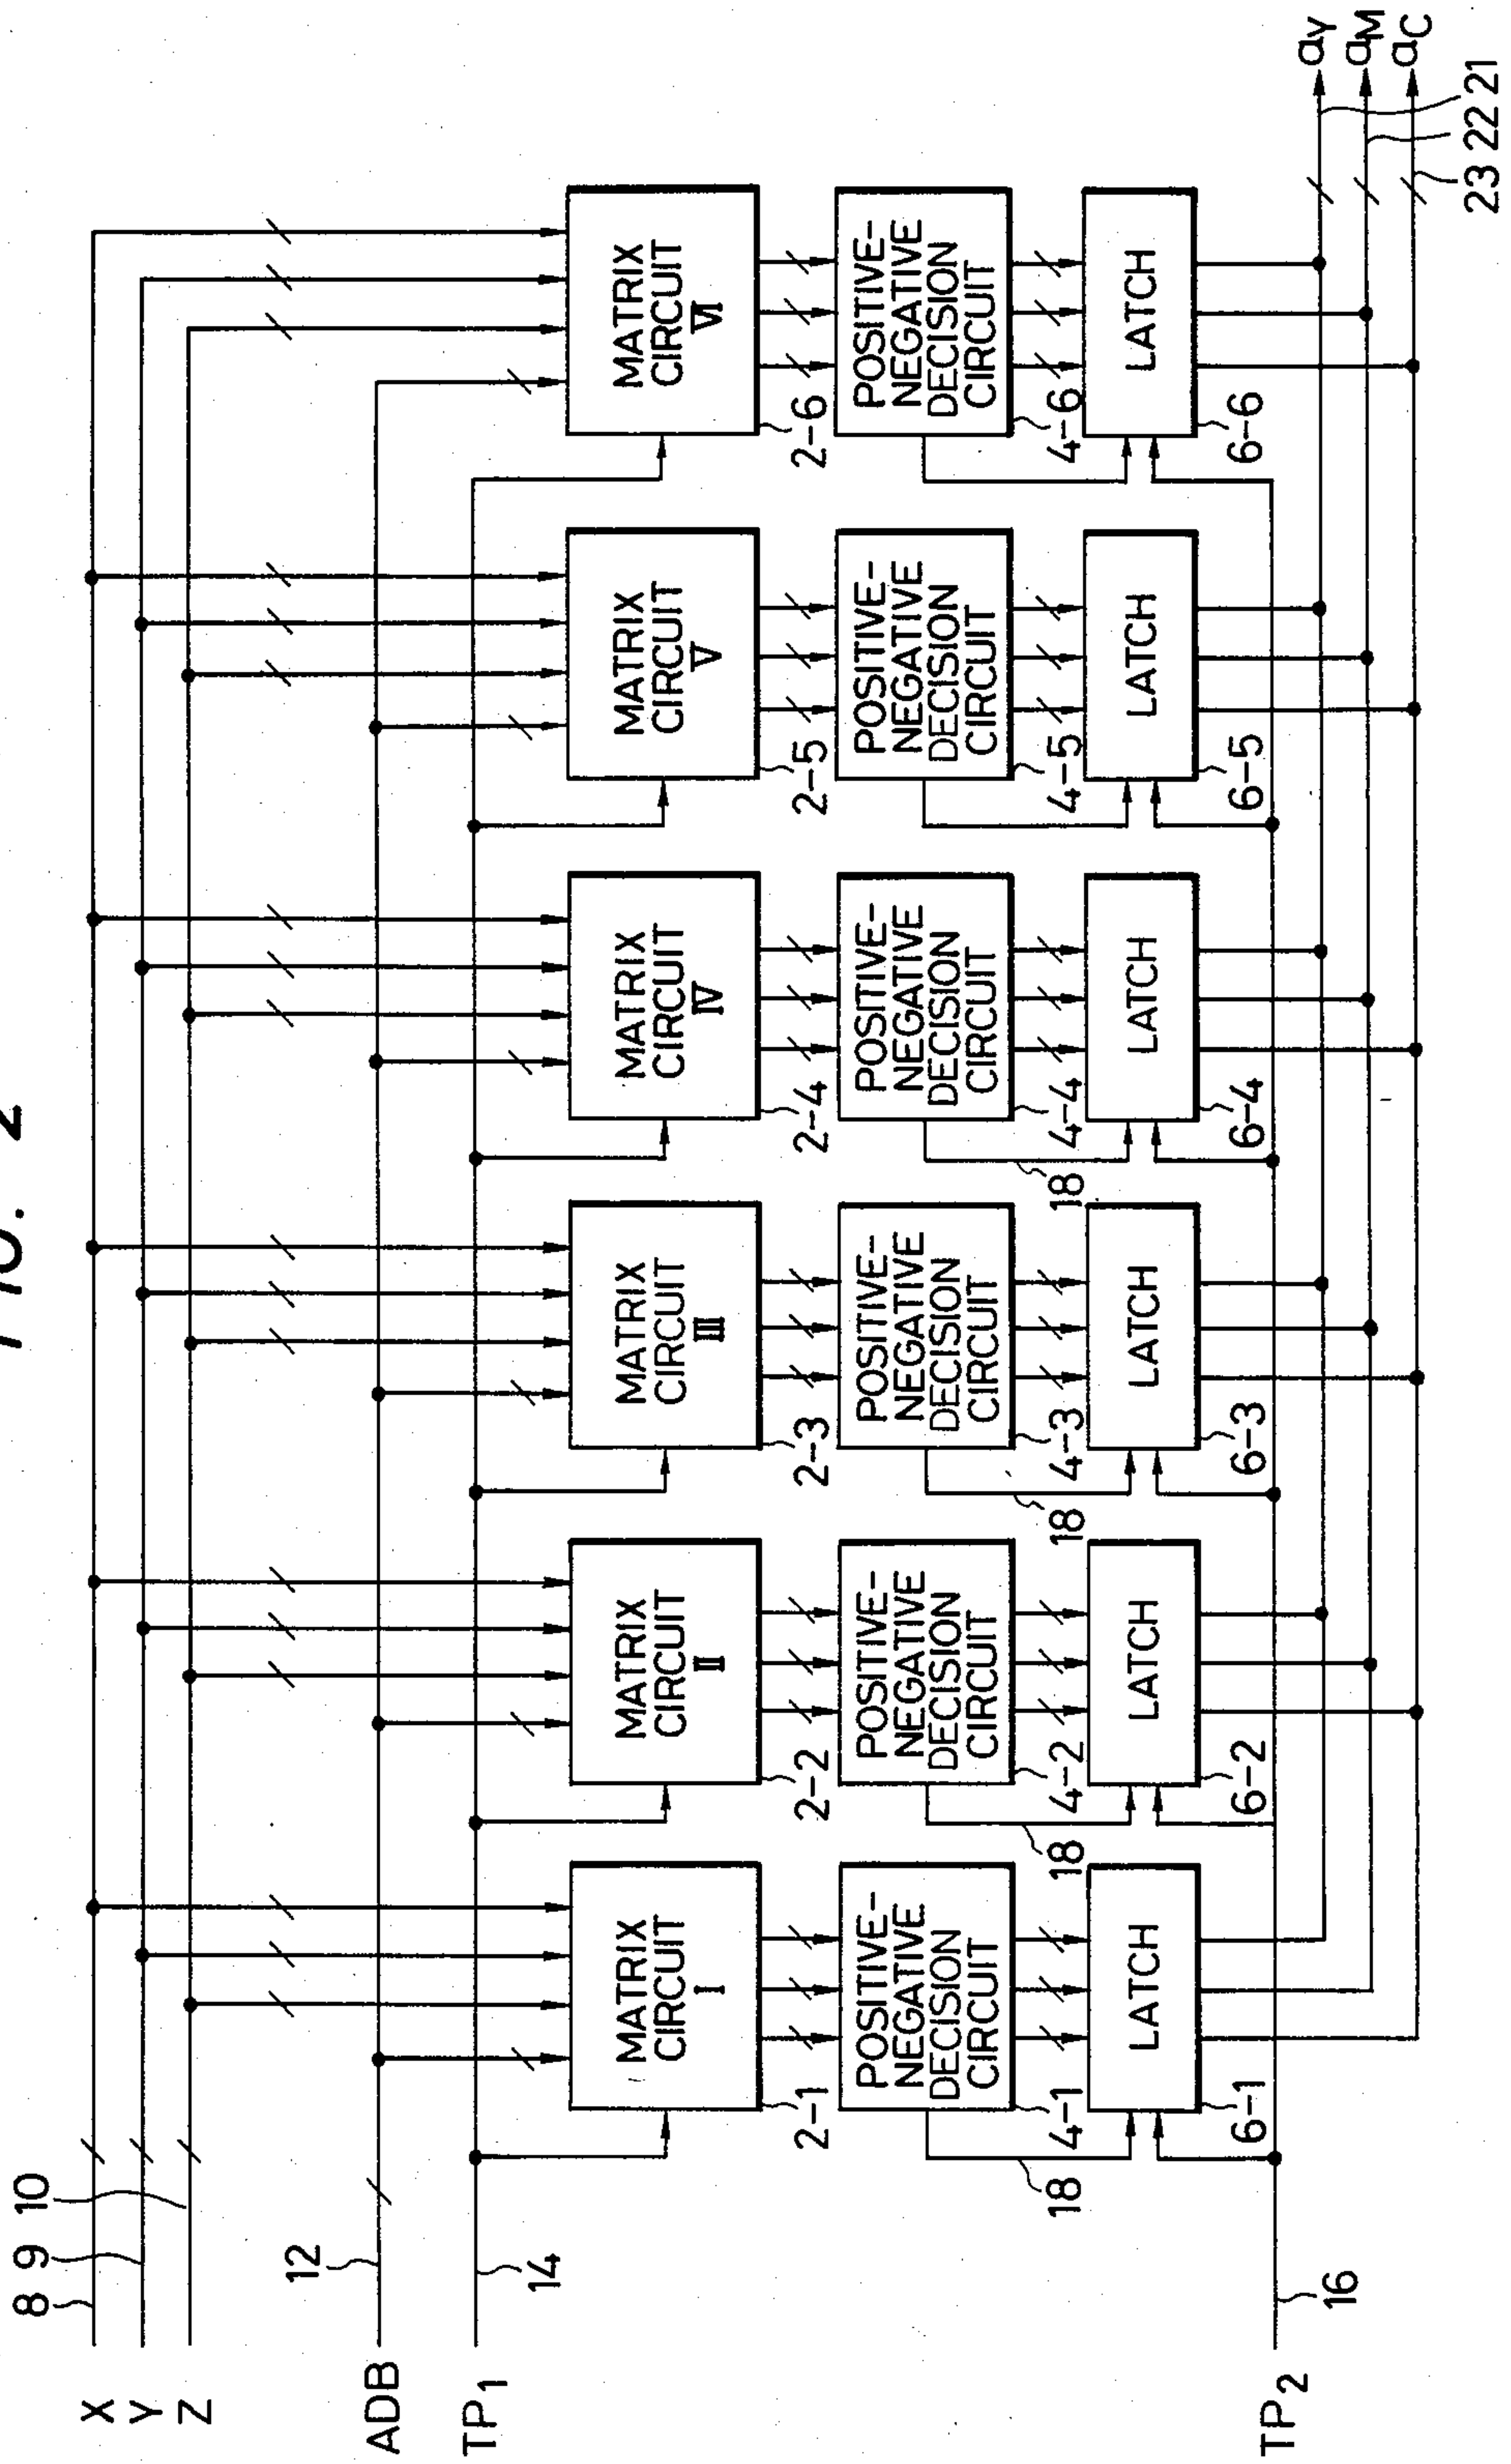 FIG. 2
8
9
10
X
Y
Z
12
ADB
14
TP1
MATRIX
CIRCUIT
I
2-1
MATRIX
CIRCUIT
II
2-2
MATRIX
CIRCUIT
III
2-3
MATRIX
CIRCUIT
IV
2-4
MATRIX
CIRCUIT
V
2-5
MATRIX
CIRCUIT
VI
2-6
POSITIVE-
NEGATIVE
DECISION
CIRCUIT
4-1
18
POSITIVE-
NEGATIVE
DECISION
CIRCUIT
4-2
18
POSITIVE-
NEGATIVE
DECISION
CIRCUIT
4-3
18
POSITIVE-
NEGATIVE
DECISION
CIRCUIT
4-4
18
POSITIVE-
NEGATIVE
DECISION
CIRCUIT
4-5
POSITIVE-
NEGATIVE
DECISION
CIRCUIT
4-6
LATCH
6-1
LATCH
6-2
LATCH
6-3
LATCH
6-4
LATCH
6-5
LATCH
6-6
TP2
16
aY
aM
aC
21
22
23